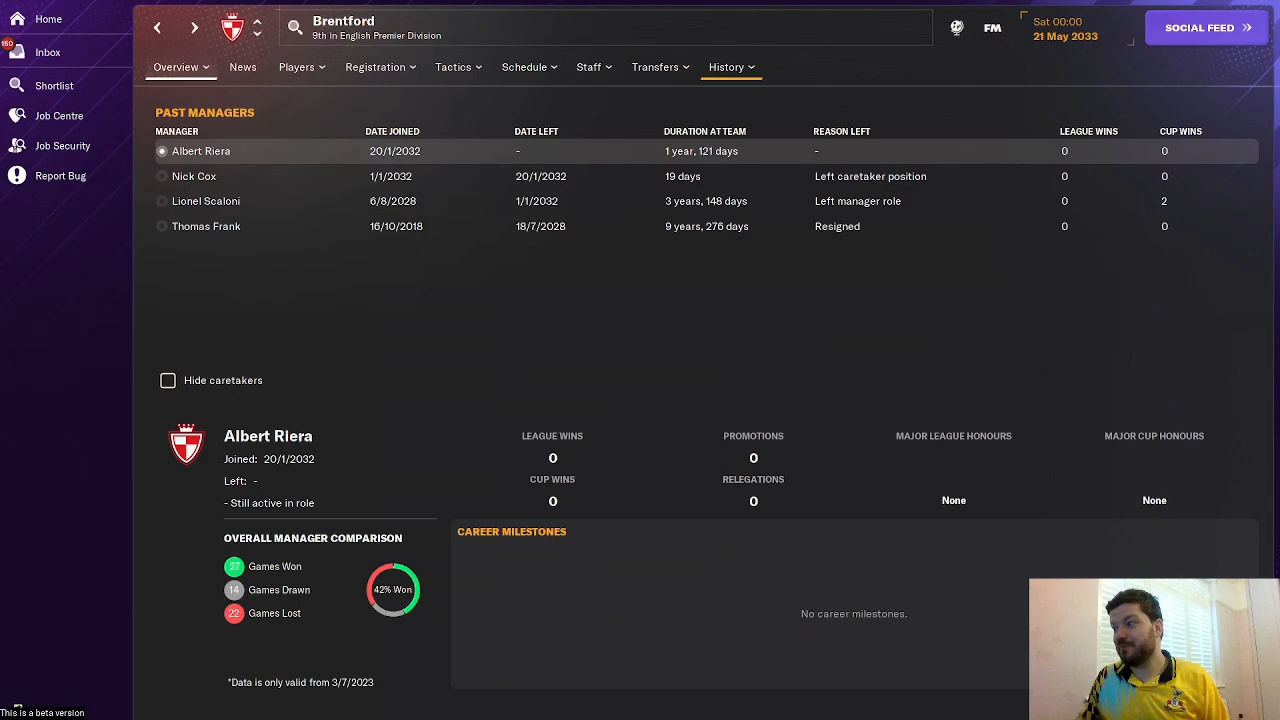 Home
150
Inbox
Shortlist
Job Centre
Job Security
Report Bug
Brentford
9th in English Premier Division
FM
Sat 00:00
21 May 2033
SOCIAL FEED
Overview News Players Registration Tactics Schedule Staff Transfers History
PAST MANAGERS
MANAGER DATE JOINED DATE LEFT DURATION AT TEAM REASON LEFT LEAGUE WINS CUP WINS
Albert Riera 20/1/2032 - 1 year, 121 days - 0 0
Nick Cox 1/1/2032 20/1/2032 19 days Left caretaker position 0 0
Lionel Scaloni 6/8/2028 1/1/2032 3 years, 148 days Left manager role 0 2
Thomas Frank 16/10/2018 18/7/2028 9 years, 276 days Resigned 0 0
Hide caretakers
Albert Riera
Joined: 20/1/2032
Left: -
- Still active in role
LEAGUE WINS PROMOTIONS MAJOR LEAGUE HONOURS MAJOR CUP HONOURS
0 0
CUP WINS RELEGATIONS
0 0 None None
OVERALL MANAGER COMPARISON
27 Games Won
14 Games Drawn
22 Games Lost
42% Won
*Data is only valid from 3/7/2023
CAREER MILESTONES
No career milestones.
This is a beta version